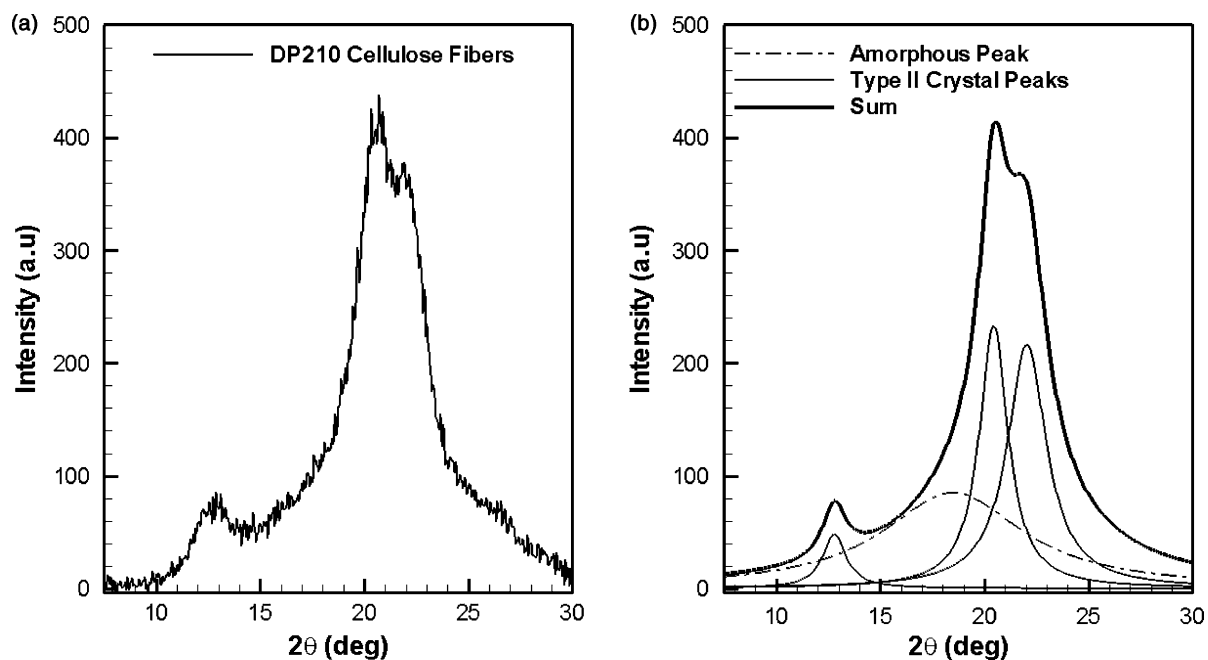 (a)
500
400
300
200
100
0
Intensity (a.u)
DP210 Cellulose Fibers
10 15 20 25 30
2θ (deg)
(b)
500
400
300
200
100
0
Intensity (a.u)
Amorphous Peak
Type II Crystal Peaks
Sum
10 15 20 25 30
2θ (deg)